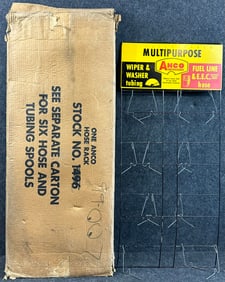 ONE ANCO
HOSE RACK
STOCK NO. 1496
SEE SEPARATE CARTON
FOR SIX HOSE AND
TUBING SPOOLS
MULTIPURPOSE
WIPER &
WASHER
tubing
ANCO
FUEL LINE
& E.E.C.
hose